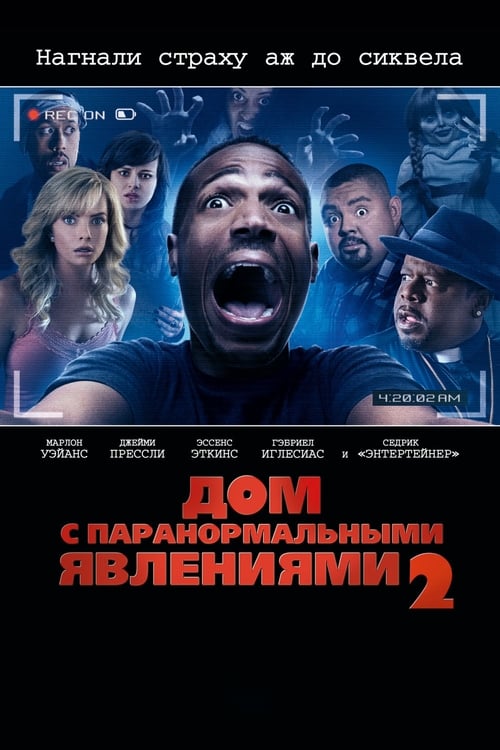 Нагнали страху аж до сиквела
REC ON
4:20:02 AM
МАРЛОН УЭЙАНС ДЖЕЙМИ ПРЕССЛИ ЭССЕНС ЭТКИНС ГЭБРИЕЛ ИГЛЕСИАС И СЕДРИК «ЭНТЕРТЕЙНЕР»
ДОМ
С ПАРАНОРМАЛЬНЫМИ
ЯВЛЕНИЯМИ 2